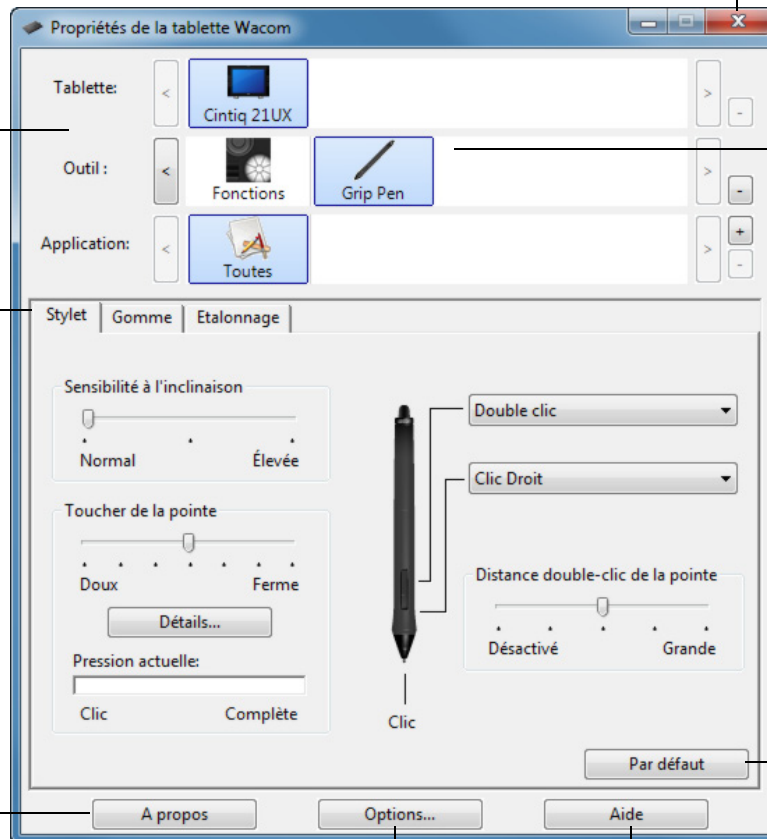 Propriétés de la tablette Wacom
Tablette:
Cintiq 21UX
Outil :
Fonctions
Grip Pen
Application:
Toutes
Stylet
Gomme
Etalonnage
Sensibilité à l'inclinaison
Normal
Élevée
Toucher de la pointe
Doux
Ferme
Détails...
Pression actuelle:
Clic
Complète
Double clic
Clic Droit
Distance double-clic de la pointe
Désactivé
Grande
Clic
Par défaut
A propos
Options...
Aide